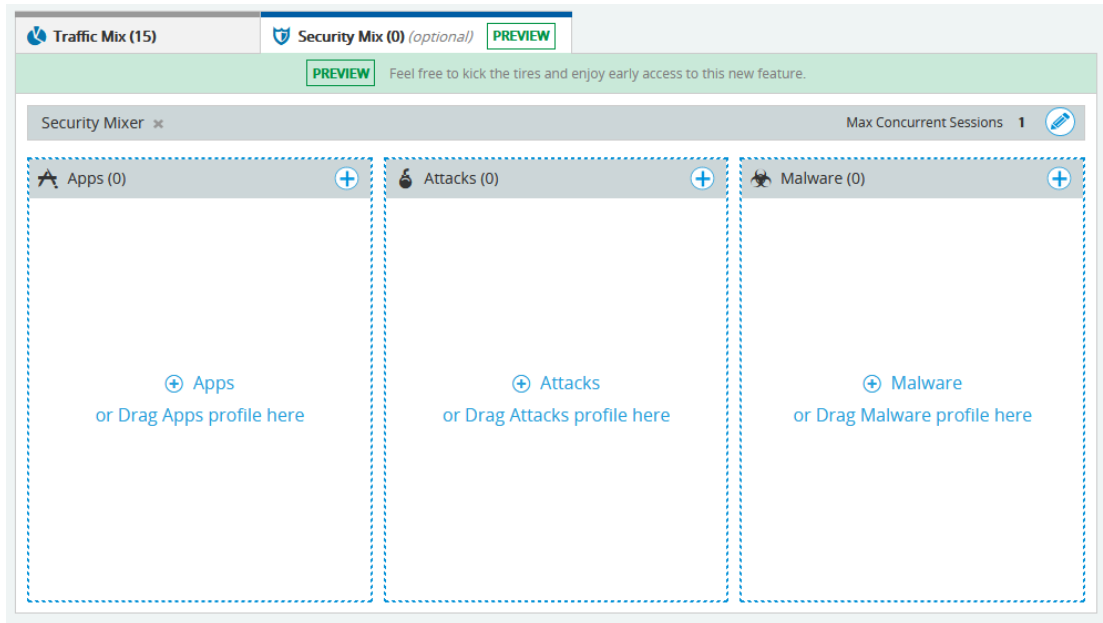 Traffic Mix (15)
Security Mix (0) (optional) PREVIEW
PREVIEW Feel free to kick the tires and enjoy early access to this new feature.
Security Mixer ×
Max Concurrent Sessions 1
Apps (0)
Attacks (0)
Malware (0)
Apps
or Drag Apps profile here
Attacks
or Drag Attacks profile here
Malware
or Drag Malware profile here